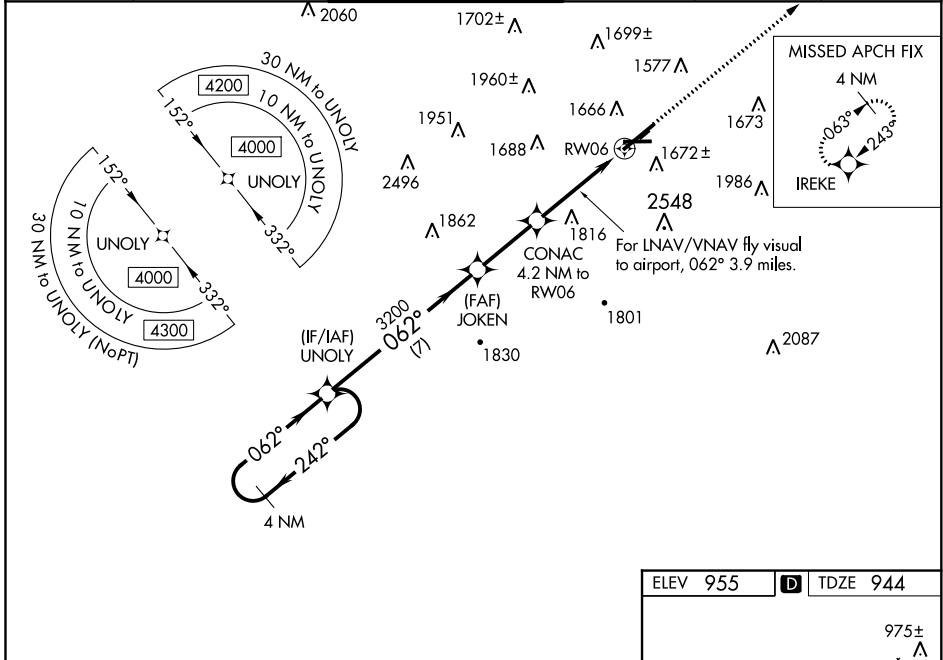 2060
1702±
1699±
1577
1960±
1666
1673
1951
1688
RW06
1672±
2496
1986
2548
1862
1816
MISSED APCH FIX
4 NM
063°
243°
IREKE
30 NM to UNOLY
4200
10 NM to UNOLY
152°
4000
UNOLY
332°
152°
10 NM to UNOLY
UNOLY
4000
332°
30 NM to UNOLY (NoPT)
4300
For LNAV/VNAV fly visual
to airport, 062° 3.9 miles.
CONAC
4.2 NM to
RW06
(FAF)
JOKEN
1801
3200
062°
(7)
1830
2087
(IF/IAF)
UNOLY
062°
242°
4 NM
ELEV 955 D TDZE 944
975±